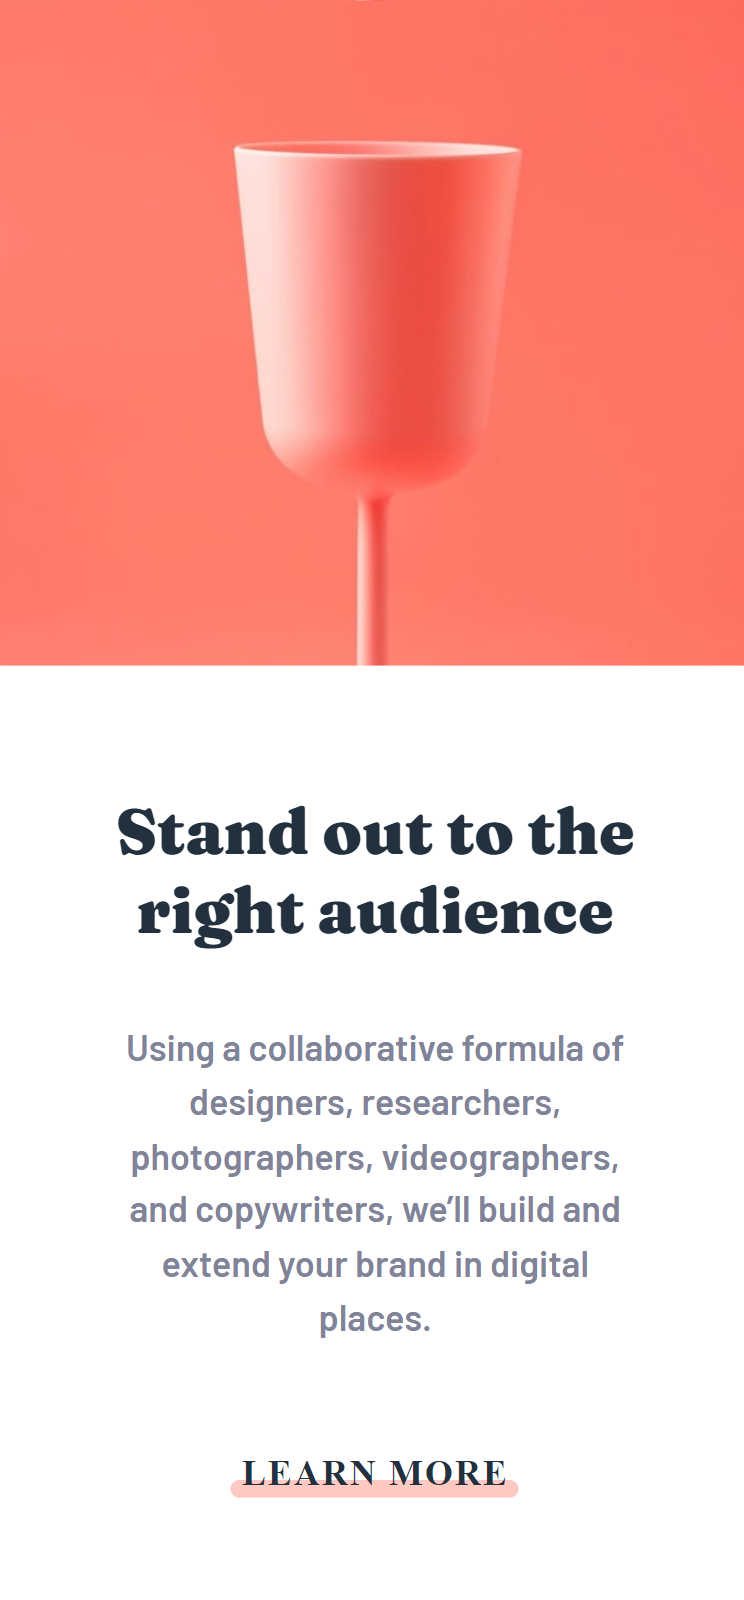 Stand out to the
right audience
Using a collaborative formula of
designers, researchers,
photographers, videographers,
and copywriters, we’ll build and
extend your brand in digital
places.
LEARN MORE